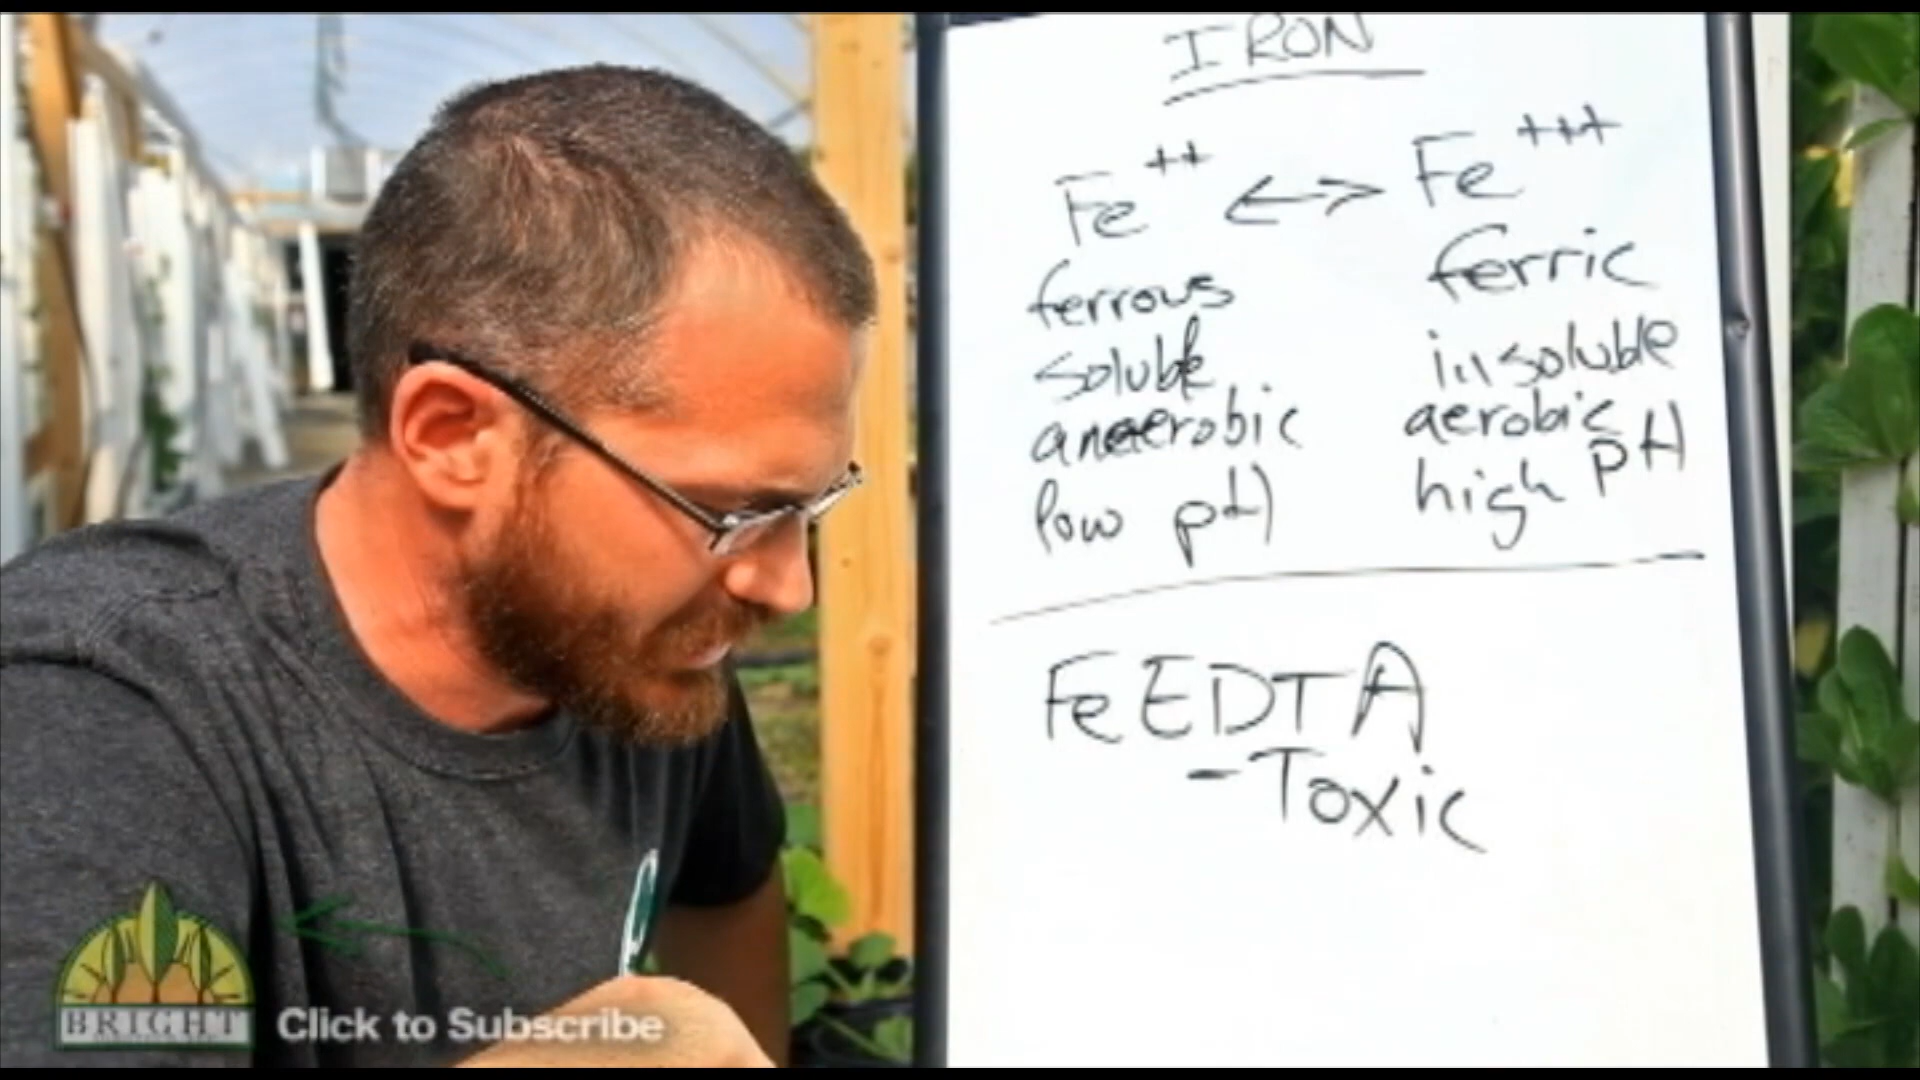 IRON
Fe++ <-> Fe+++
ferrous ferric
soluble insoluble
anaerobic aerobic
low pH high pH
FeEDTA
-Toxic
BRIGHT
Click to Subscribe